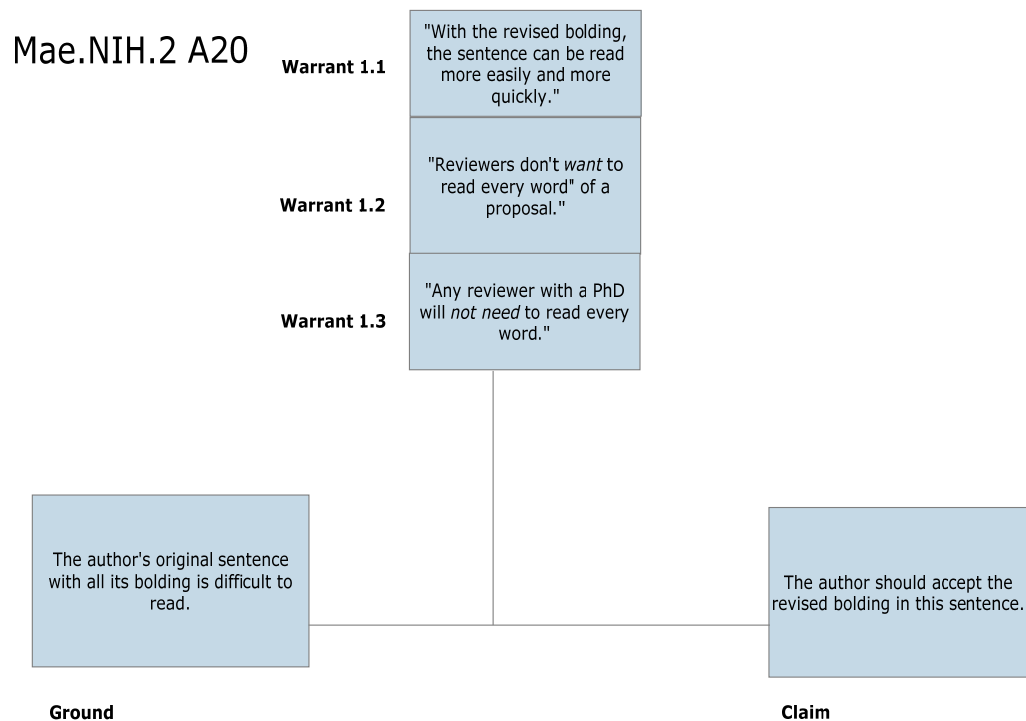 Mae.NIH.2 A20
Warrant 1.1
"With the revised bolding,
the sentence can be read
more easily and more
quickly."
Warrant 1.2
"Reviewers don't want to
read every word" of a
proposal."
Warrant 1.3
"Any reviewer with a PhD
will not need to read every
word."
The author's original sentence
with all its bolding is difficult to
read.
Ground
The author should accept the
revised bolding in this sentence.
Claim